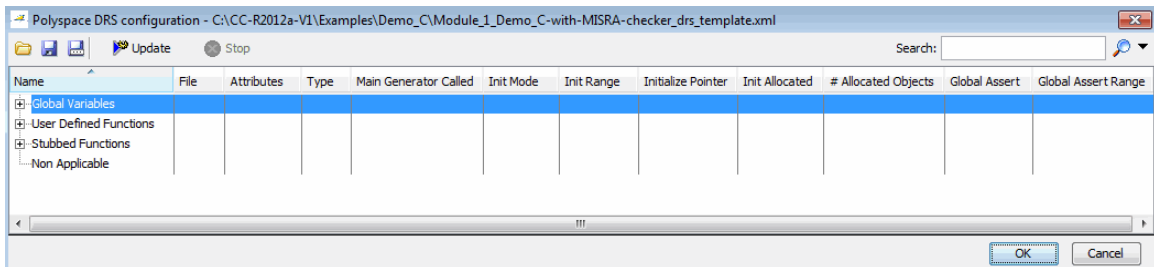 Polyspace DRS configuration - C:\CC-R2012a-V1\Examples\Demo_C\Module_1_Demo_C-with-MISRA-checker_drs_template.xml
Update Stop Search:
Name File Attributes Type Main Generator Called Init Mode Init Range Initialize Pointer Init Allocated # Allocated Objects Global Assert Global Assert Range
Global Variables
User Defined Functions
Stubbed Functions
Non Applicable
OK Cancel